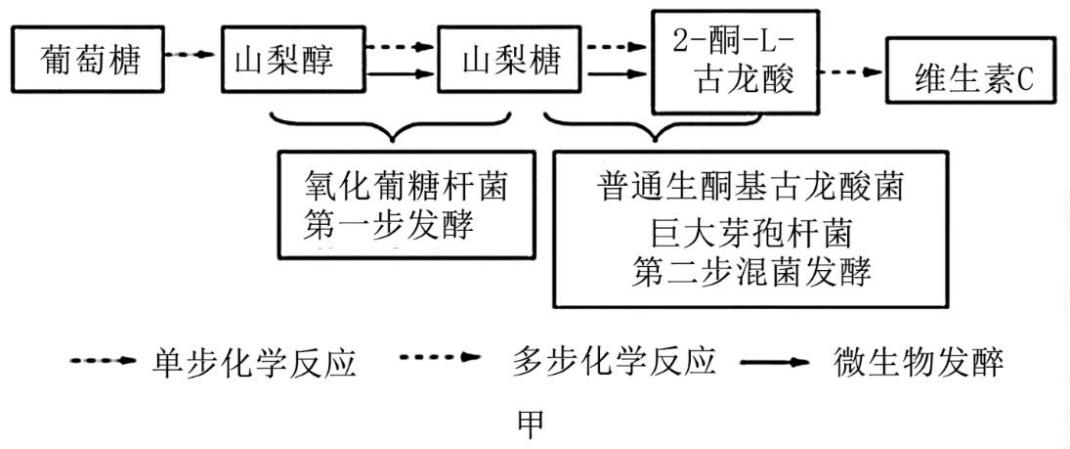 葡萄糖
山梨醇
山梨糖
2-酮-L-
古龙酸
维生素C
氧化葡糖杆菌
第一步发酵
普通生酮基古龙酸菌
巨大芽孢杆菌
第二步混菌发酵
单步化学反应
多步化学反应
微生物发醉
甲